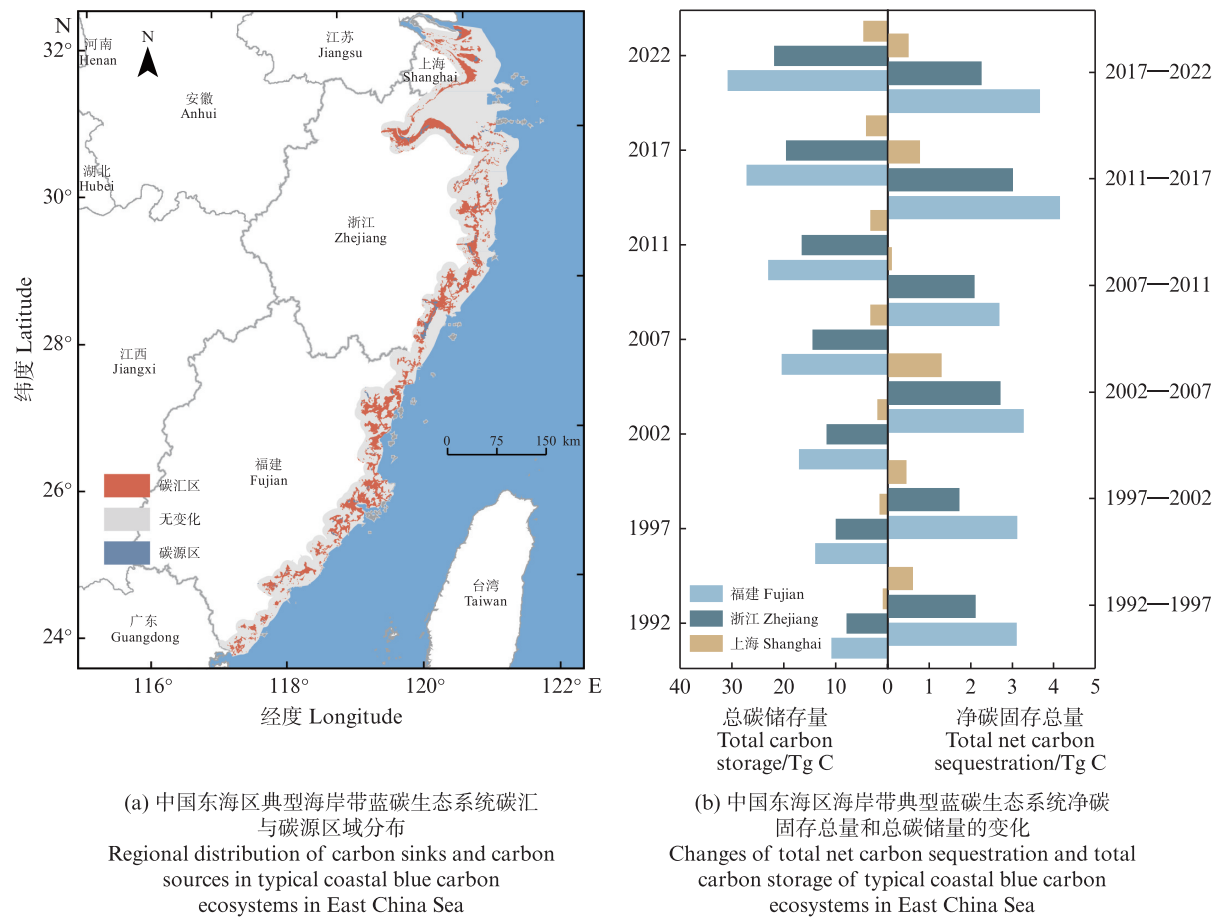 N
32°
30°
28°
26°
24°
纬度 Latitude
河南
Henan
N
江苏
Jiangsu
上海
Shanghai
安徽
Anhui
湖北
Hubei
浙江
Zhejiang
江西
Jiangxi
0 75 150 km
福建
Fujian
碳汇区
无变化
碳源区
台湾
Taiwan
广东
Guangdong
116° 118° 120° 122° E
经度 Longitude
(a) 中国东海区典型海岸带蓝碳生态系统碳汇
与碳源区域分布
Regional distribution of carbon sinks and carbon
sources in typical coastal blue carbon
ecosystems in East China Sea
2022
2017
2011
2007
2002
1997
1992
2017—2022
2011—2017
2007—2011
2002—2007
1997—2002
1992—1997
福建 Fujian
浙江 Zhejiang
上海 Shanghai
40 30 20 10 0 1 2 3 4 5
总碳储存量
Total carbon
storage/Tg C
净碳固存总量
Total net carbon
sequestration/Tg C
(b) 中国东海区海岸带典型蓝碳生态系统净碳
固存总量和总碳储量的变化
Changes of total net carbon sequestration and total
carbon storage of typical coastal blue carbon
ecosystems in East China Sea